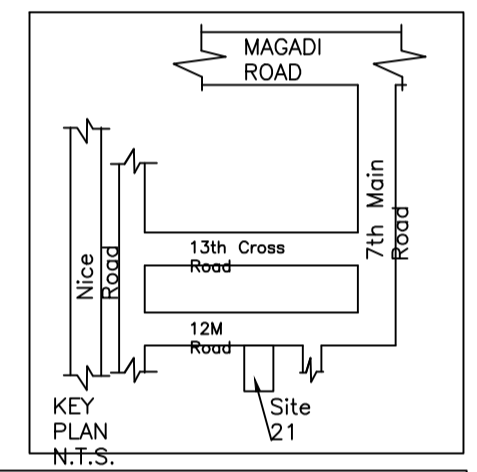 MAGADI
ROAD
7th Main
Road
13th Cross
Road
Nice
Road
12M
Road
Site
21
KEY
PLAN
N.T.S.